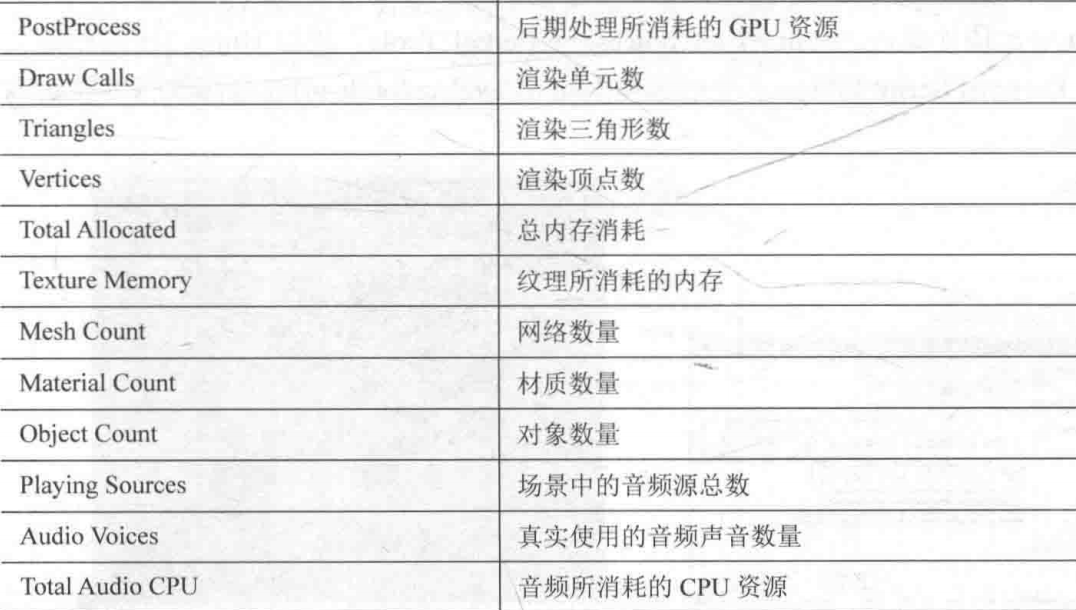 PostProcess 后期处理所消耗的 GPU 资源
Draw Calls 渲染单元数
Triangles 渲染三角形数
Vertices 渲染顶点数
Total Allocated 总内存消耗
Texture Memory 纹理所消耗的内存
Mesh Count 网络数量
Material Count 材质数量
Object Count 对象数量
Playing Sources 场景中的音频源总数
Audio Voices 真实使用的音频声音数量
Total Audio CPU 音频所消耗的 CPU 资源